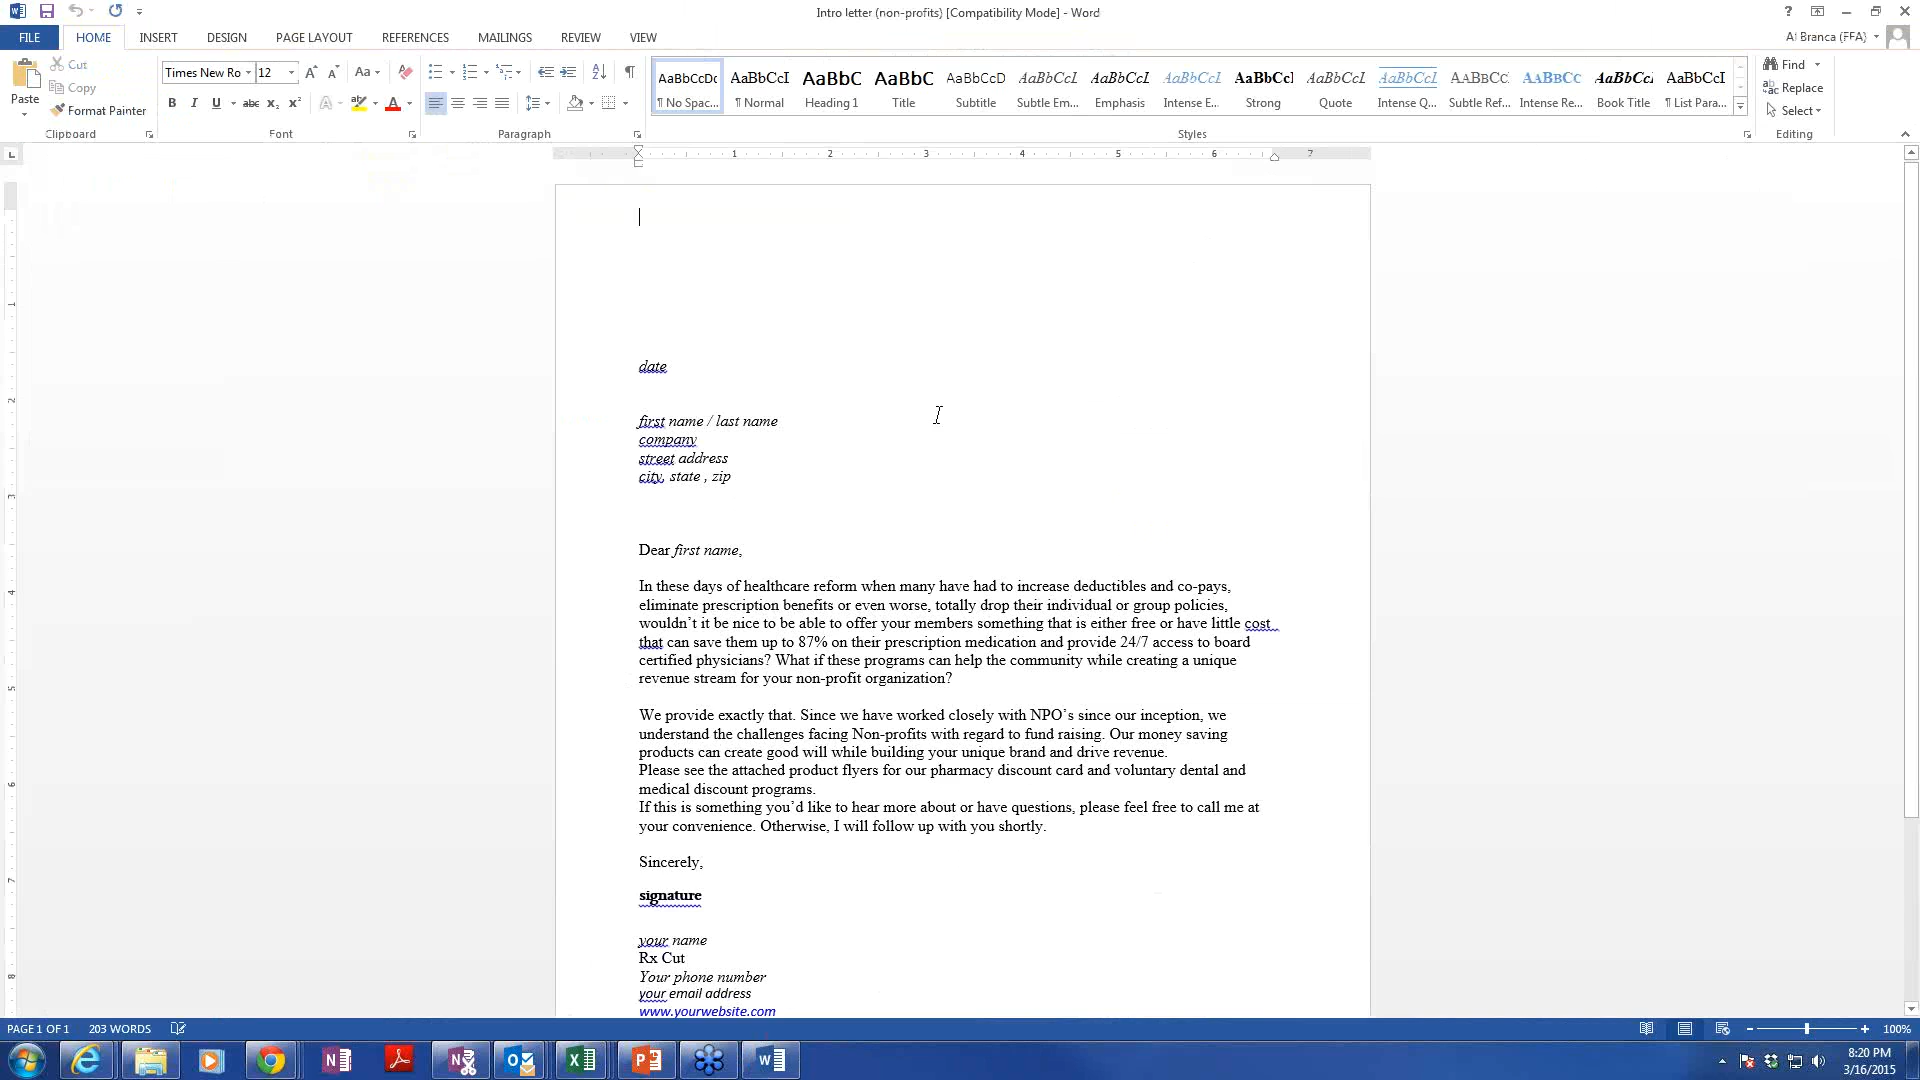 Intro letter (non-profits) [Compatibility Mode] - Word
FILE HOME INSERT DESIGN PAGE LAYOUT REFERENCES MAILINGS REVIEW VIEW
Al Branca (FFA)
Paste
Cut
Copy
Format Painter
Clipboard
Times New Ro 12
Font
Paragraph
AaBbCcDc AaBbCcI AaBbC AaBbC AaBbCcD AaBbCcL AaBbCcL AaBbCcL AaBbCcI AaBbCcL AaBbCcL AABBCC AABBCC AaBbCcI AaBbCcI
¶ No Spac... ¶ Normal Heading 1 Title Subtitle Subtle Em... Emphasis Intense E... Strong Quote Intense Q... Subtle Ref... Intense Re... Book Title ¶ List Para...
Styles
Find
Replace
Select
Editing
1 2 3 4 5 6 7
date
first name / last name
company
street address
city, state , zip
Dear first name,
In these days of healthcare reform when many have had to increase deductibles and co-pays,
eliminate prescription benefits or even worse, totally drop their individual or group policies,
wouldn't it be nice to be able to offer your members something that is either free or have little cost
that can save them up to 87% on their prescription medication and provide 24/7 access to board
certified physicians? What if these programs can help the community while creating a unique
revenue stream for your non-profit organization?
We provide exactly that. Since we have worked closely with NPO's since our inception, we
understand the challenges facing Non-profits with regard to fund raising. Our money saving
products can create good will while building your unique brand and drive revenue.
Please see the attached product flyers for our pharmacy discount card and voluntary dental and
medical discount programs.
If this is something you'd like to hear more about or have questions, please feel free to call me at
your convenience. Otherwise, I will follow up with you shortly.
Sincerely,
signature
your name
Rx Cut
Your phone number
your email address
www.yourwebsite.com
PAGE 1 OF 1 203 WORDS
100%
8:20 PM
3/16/2015